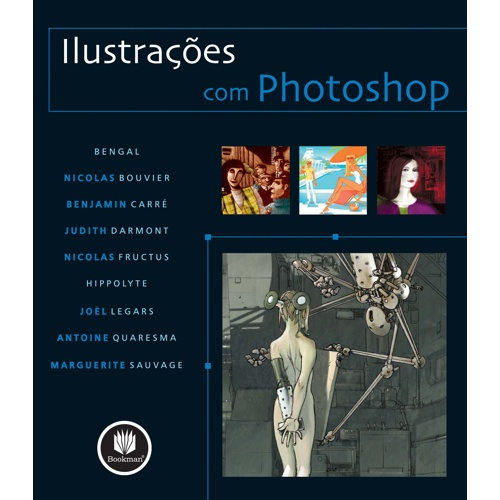 Ilustrações
com Photoshop
BENGAL
NICOLAS BOUVIER
BENJAMIN CARRÉ
JUDITH DARMONT
NICOLAS FRUCTUS
HIPPOLYTE
JOËL LEGARS
ANTOINE QUARESMA
MARGUERITE SAUVAGE
Bookman®